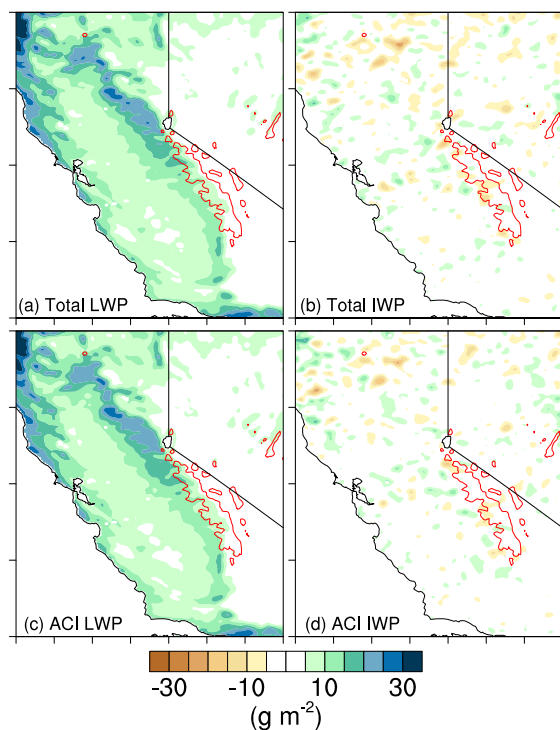 (a) Total LWP
(b) Total IWP
(c) ACI LWP
(d) ACI IWP
-30 -10 10 30
(g m-2)